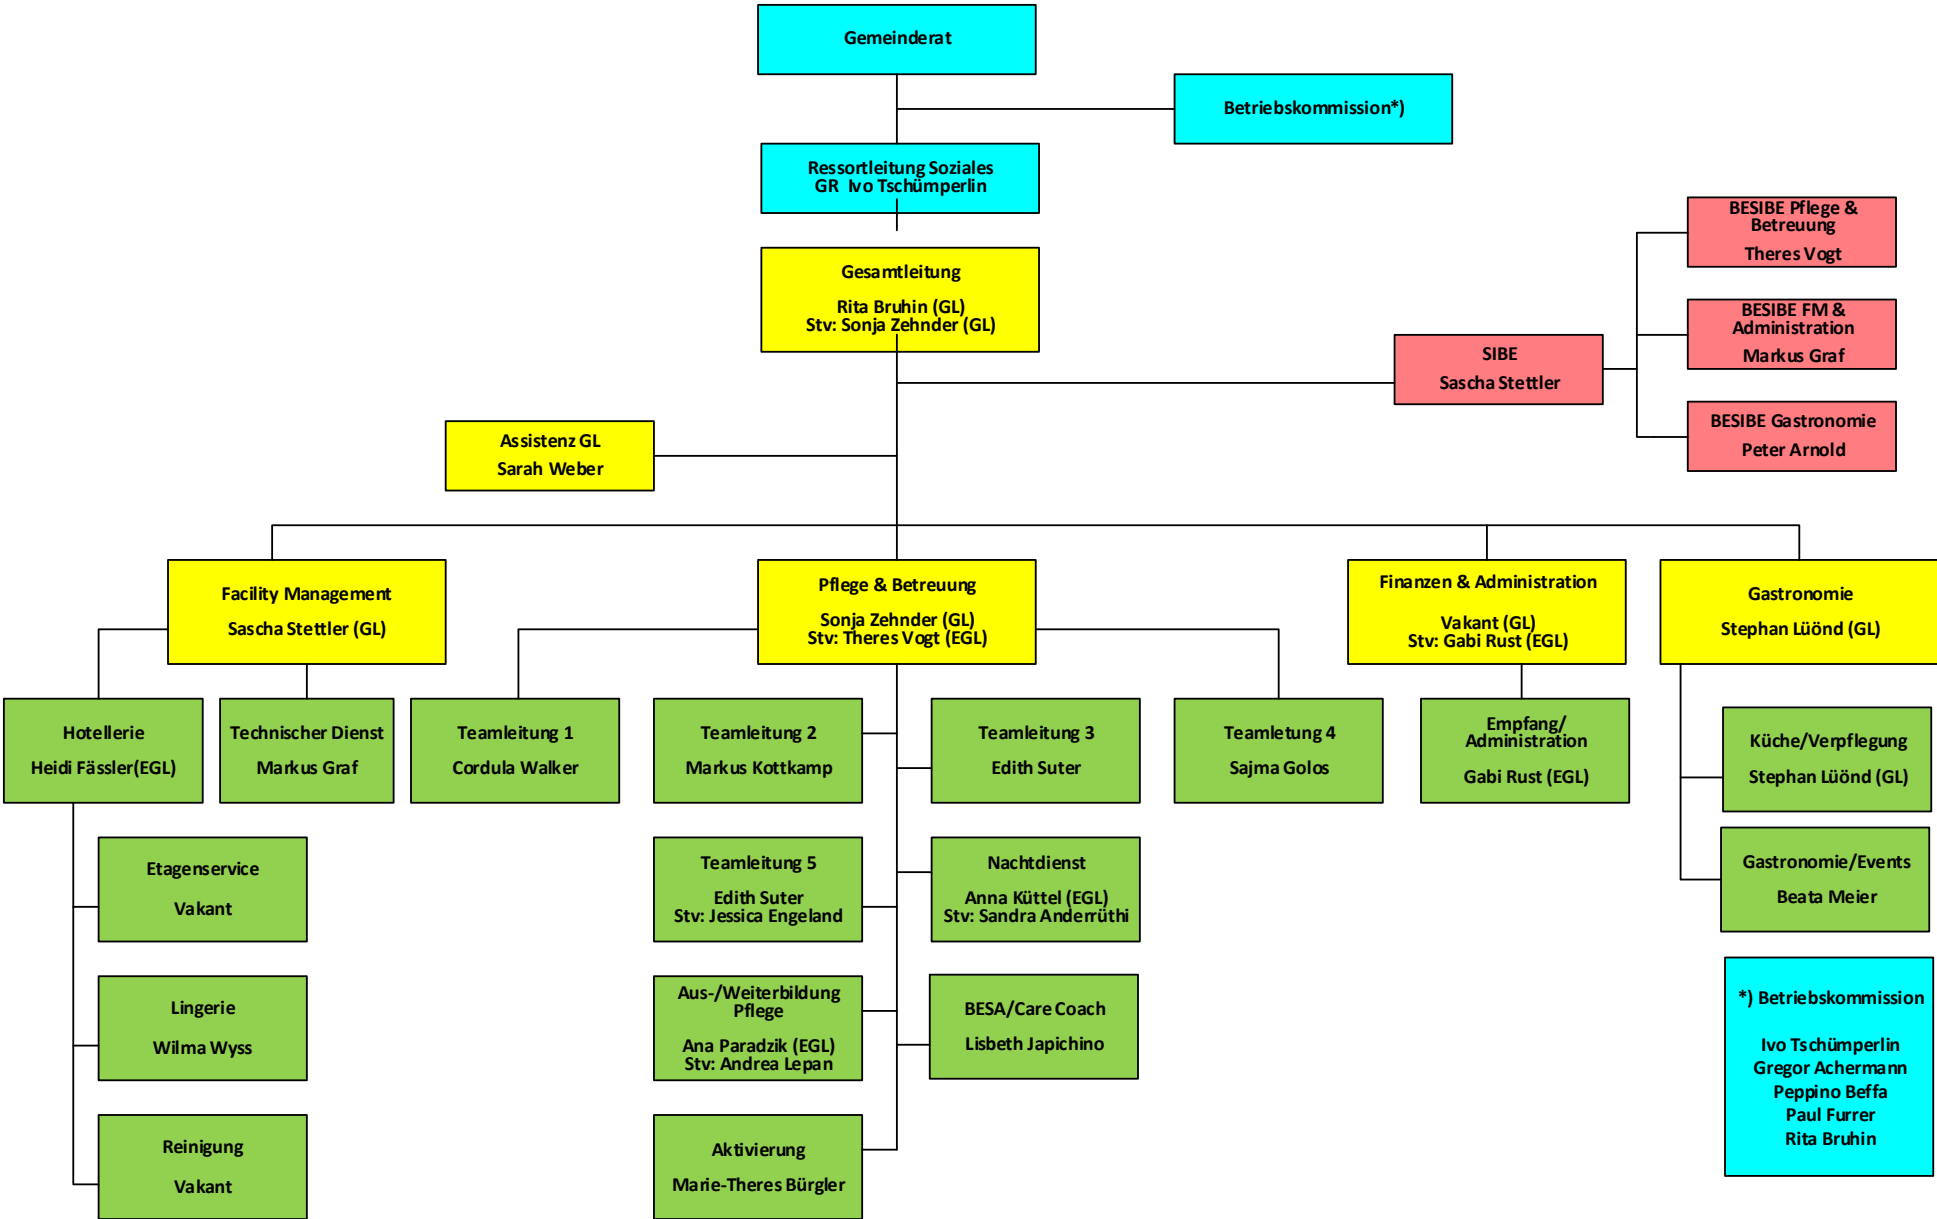 Gemeinderat
Betriebskommission*)
Ressortleitung Soziales
GR Ivo Tschümperlin
Gesamtleitung
Rita Bruhin (GL)
Stv: Sonja Zehnder (GL)
BESIBE Pflege &
Betreuung
Theres Vogt
BESIBE FM &
Administration
Markus Graf
SIBE
Sascha Stettler
BESIBE Gastronomie
Peter Arnold
Assistenz GL
Sarah Weber
Facility Management
Sascha Stettler (GL)
Pflege & Betreuung
Sonja Zehnder (GL)
Stv: Theres Vogt (EGL)
Finanzen & Administration
Vakant (GL)
Stv: Gabi Rust (EGL)
Gastronomie
Stephan Lüönd (GL)
Hotellerie
Heidi Fässler(EGL)
Technischer Dienst
Markus Graf
Teamleitung 1
Cordula Walker
Teamleitung 2
Markus Kottkamp
Teamleitung 3
Edith Suter
Teamletung 4
Sajma Golos
Empfang/
Administration
Gabi Rust (EGL)
Küche/Verpflegung
Stephan Lüönd (GL)
Etagenservice
Vakant
Teamleitung 5
Edith Suter
Stv: Jessica Engeland
Nachtdienst
Anna Küttel (EGL)
Stv: Sandra Anderrüthi
Gastronomie/Events
Beata Meier
Lingerie
Wilma Wyss
Aus-/Weiterbildung
Pflege
Ana Paradzik (EGL)
Stv: Andrea Lepan
BESA/Care Coach
Lisbeth Japichino
Reinigung
Vakant
Aktivierung
Marie-Theres Bürgler
*) Betriebskommission
Ivo Tschümperlin
Gregor Achermann
Peppino Beffa
Paul Furrer
Rita Bruhin